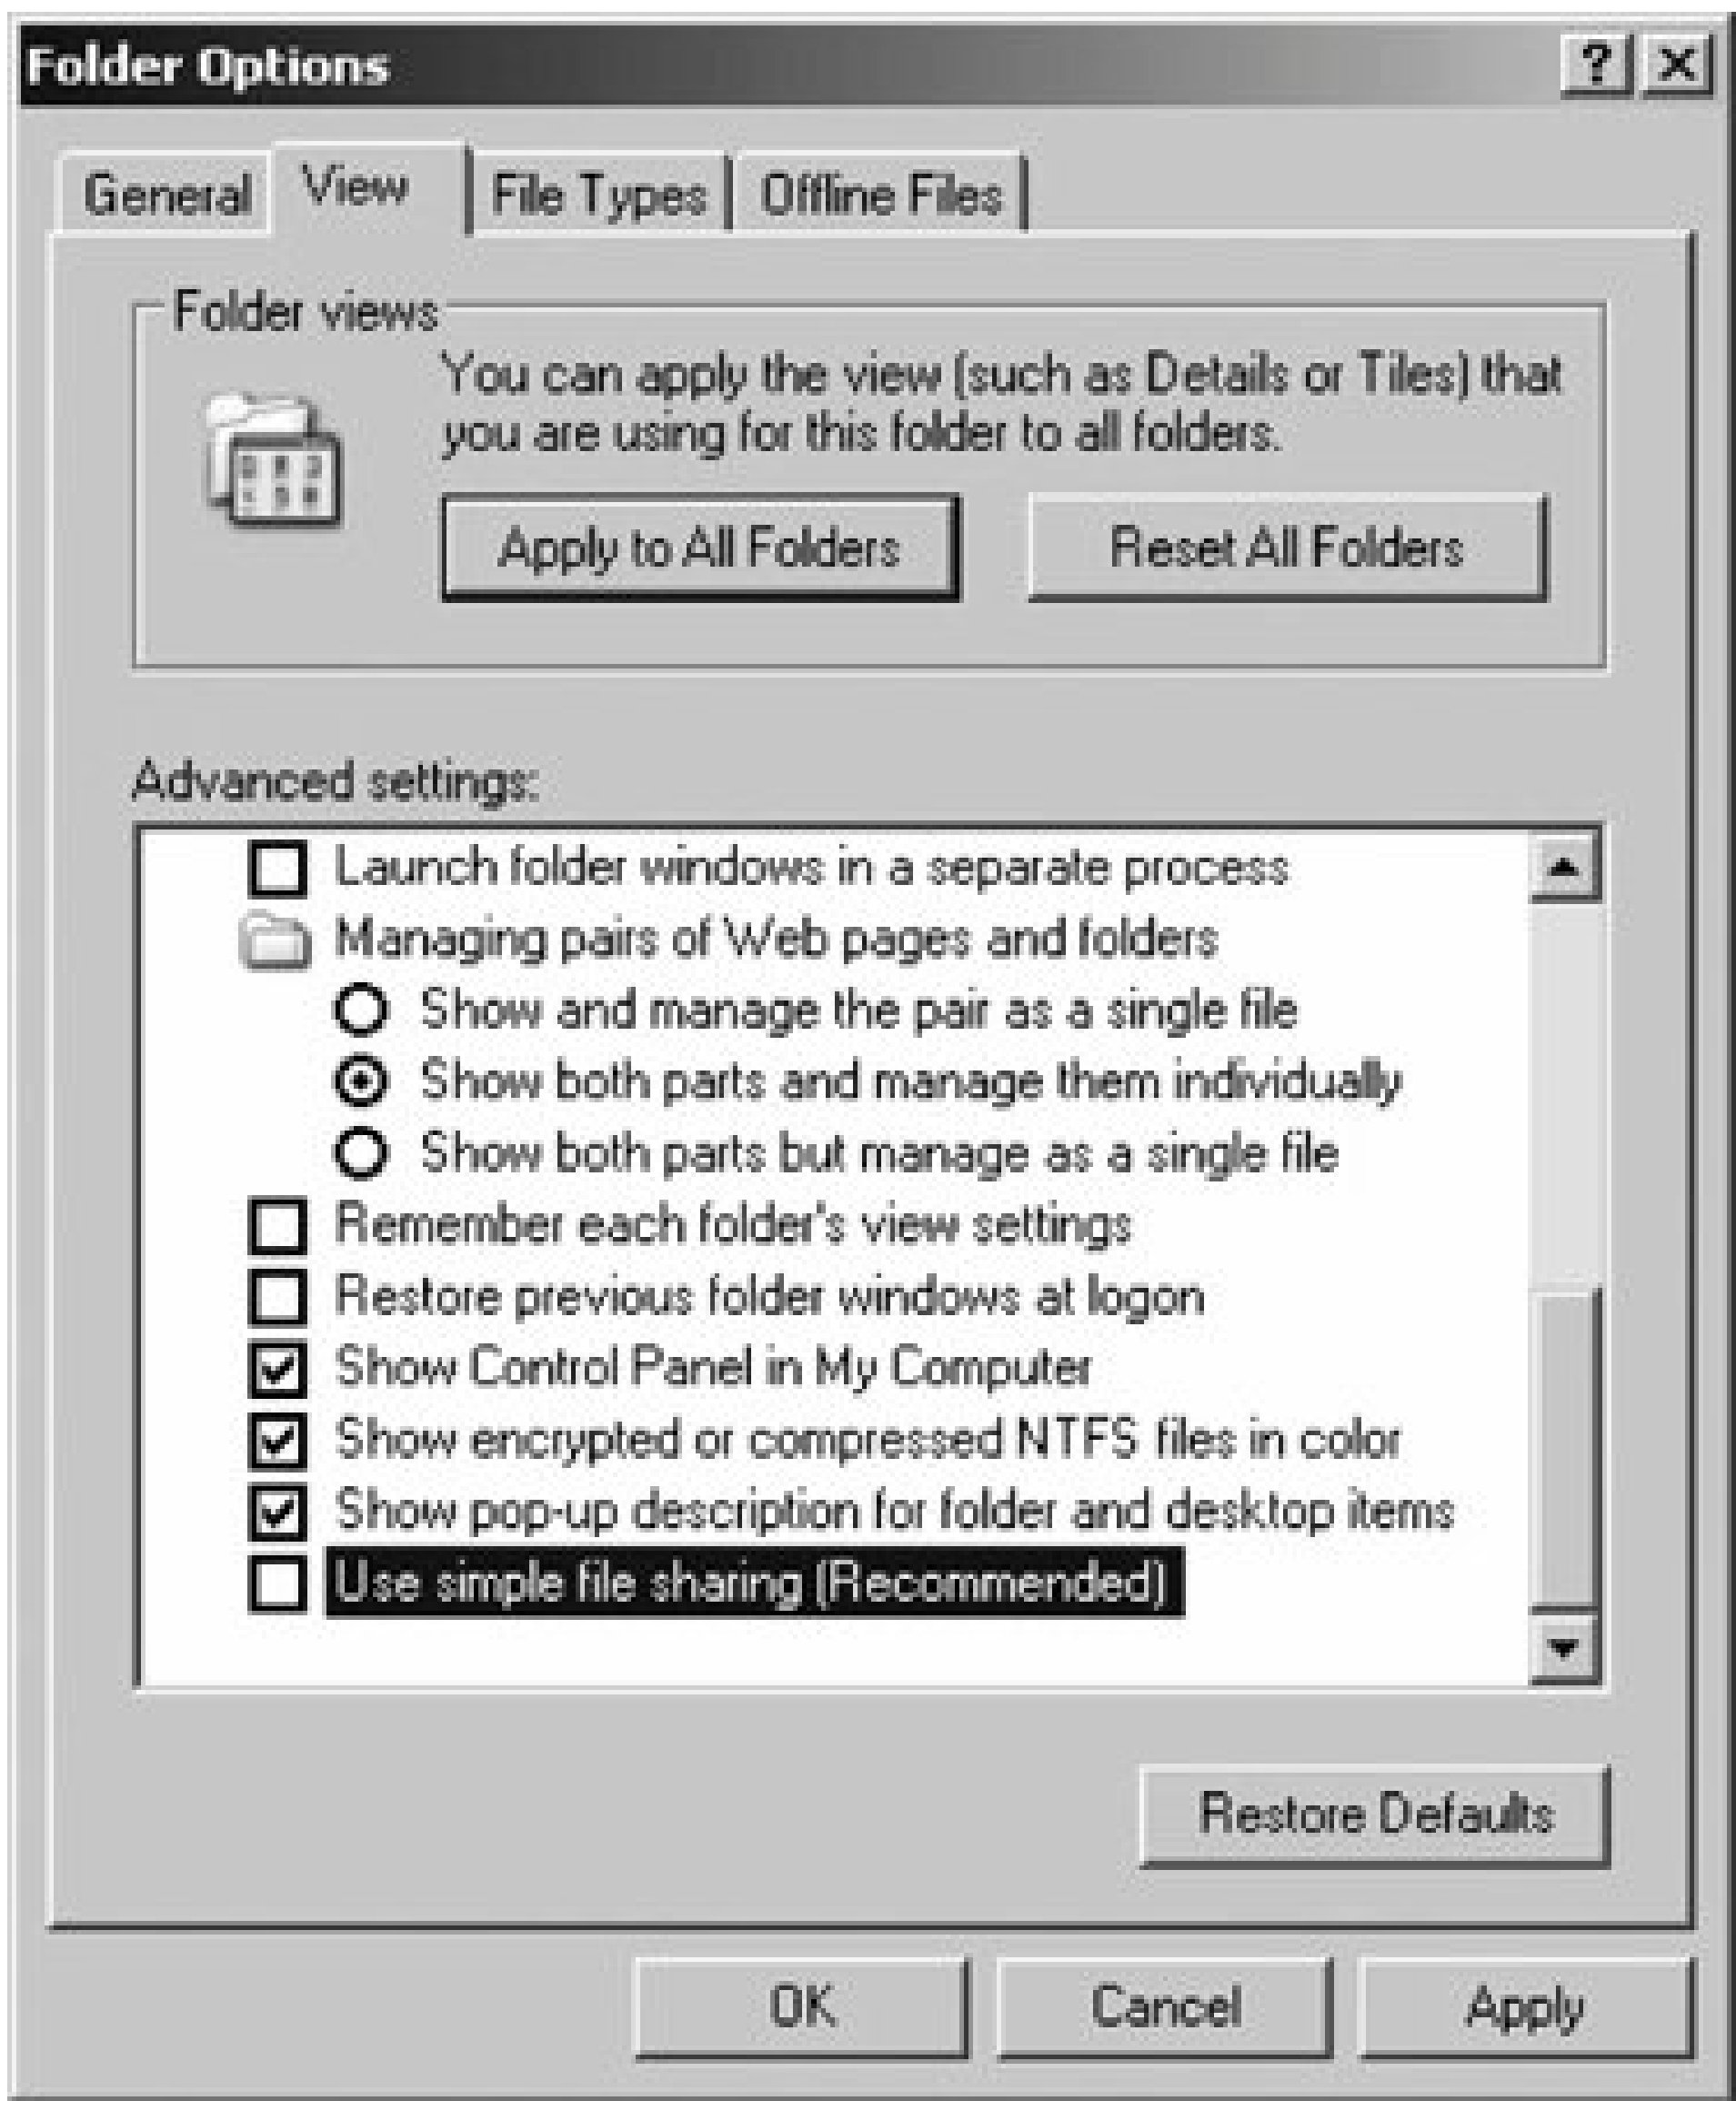 Folder Options
General View File Types Offline Files
Folder views
You can apply the view (such as Details or Tiles) that
you are using for this folder to all folders.
Apply to All Folders Reset All Folders
Advanced settings:
Launch folder windows in a separate process
Managing pairs of Web pages and folders
Show and manage the pair as a single file
Show both parts and manage them individually
Show both parts but manage as a single file
Remember each folder's view settings
Restore previous folder windows at logon
Show Control Panel in My Computer
Show encrypted or compressed NTFS files in color
Show pop-up description for folder and desktop items
Use simple file sharing (Recommended)
Restore Defaults
OK Cancel Apply